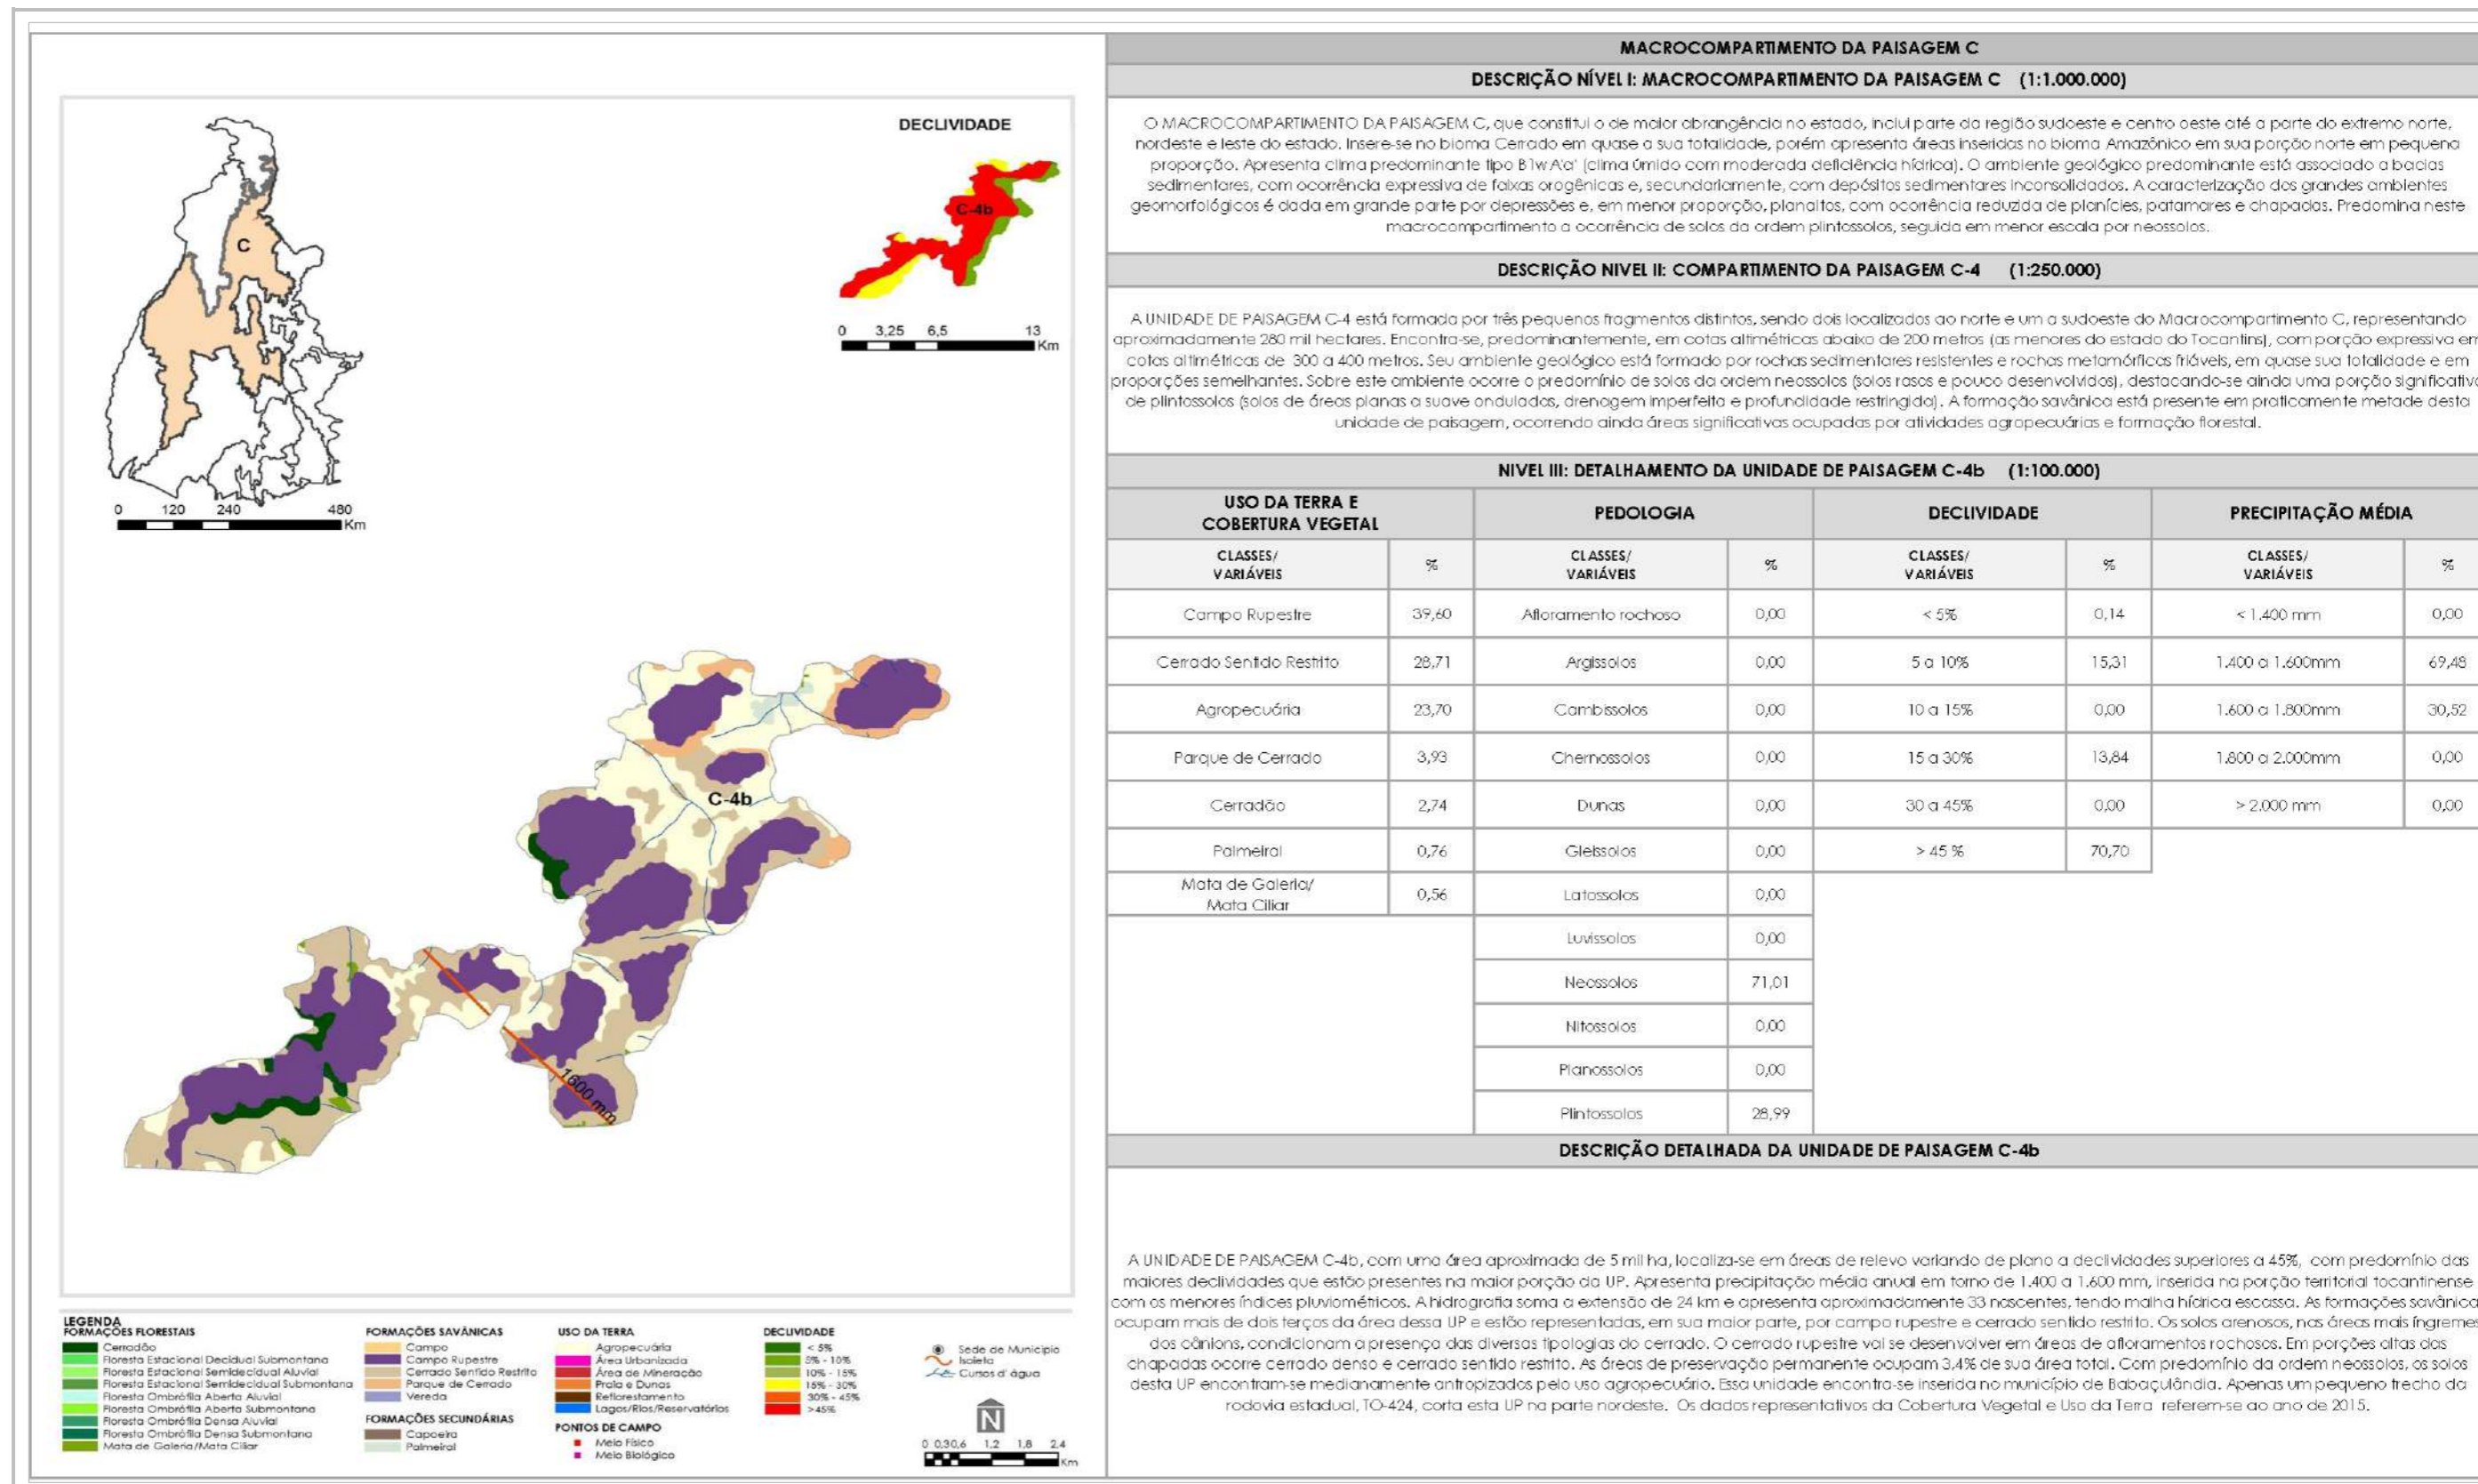 DECLIVIDADE
C-4b
0 3,25 6,5 13
Km
C
0 120 240 480
Km
C-4b
1600 mm
LEGENDA
FORMAÇÕES FLORESTAIS
Cerradão
Floresta Estacional Decidual Submontana
Floresta Estacional Semidecidual Aluvial
Floresta Estacional Semidecidual Submontana
Floresta Ombrófila Aberta Aluvial
Floresta Ombrófila Aberta Submontana
Floresta Ombrófila Densa Aluvial
Floresta Ombrófila Densa Submontana
Mata de Galeria/Mata Ciliar
FORMAÇÕES SAVÂNICAS
Campo
Campo Rupestre
Cerrado Sentido Restrito
Parque de Cerrado
Vereda
FORMAÇÕES SECUNDÁRIAS
Capoeira
Palmeiral
USO DA TERRA
Agropecuária
Área Urbanizada
Área de Mineração
Praia e Dunas
Reflorestamento
Lagos/Rios/Reservatórios
PONTOS DE CAMPO
Meio Físico
Meio Biológico
DECLIVIDADE
< 5%
5% - 10%
10% - 15%
15% - 30%
30% - 45%
>45%
Sede de Município
Isoieta
Cursos d' água
N
0 0,30,6 1,2 1,8 2,4
Km
MACROCOMPARTIMENTO DA PAISAGEM C
DESCRIÇÃO NÍVEL I: MACROCOMPARTIMENTO DA PAISAGEM C (1:1.000.000)
O MACROCOMPARTIMENTO DA PAISAGEM C, que constitui o de maior abrangência no estado, inclui parte da região sudoeste e centro oeste até a parte do extremo norte,
nordeste e leste do estado. Insere-se no bioma Cerrado em quase a sua totalidade, porém apresenta áreas inseridas no bioma Amazônico em sua porção norte em pequena
proporção. Apresenta clima predominante tipo B1wA'a' (clima úmido com moderada deficiência hídrica). O ambiente geológico predominante está associado a bacias
sedimentares, com ocorrência expressiva de faixas orogênicas e, secundariamente, com depósitos sedimentares inconsolidados. A caracterização dos grandes ambientes
geomorfológicos é dada em grande parte por depressões e, em menor proporção, planaltos, com ocorrência reduzida de planícies, patamares e chapadas. Predomina neste
macrocompartimento a ocorrência de solos da ordem plintossolos, seguida em menor escala por neossolos.
DESCRIÇÃO NIVEL II: COMPARTIMENTO DA PAISAGEM C-4 (1:250.000)
A UNIDADE DE PAISAGEM C-4 está formada por três pequenos fragmentos distintos, sendo dois localizados ao norte e um a sudoeste do Macrocompartimento C, representando
aproximadamente 280 mil hectares. Encontra-se, predominantemente, em cotas altimétricas abaixo de 200 metros (as menores do estado do Tocantins), com porção expressiva em
cotas altimétricas de 300 a 400 metros. Seu ambiente geológico está formado por rochas sedimentares resistentes e rochas metamórficas friáveis, em quase sua totalidade e em
proporções semelhantes. Sobre este ambiente ocorre o predomínio de solos da ordem neossolos (solos rasos e pouco desenvolvidos), destacando-se ainda uma porção significativa
de plintossolos (solos de áreas planas a suave onduladas, drenagem imperfeita e profundidade restringida). A formação savânica está presente em praticamente metade desta
unidade de paisagem, ocorrendo ainda áreas significativas ocupadas por atividades agropecuárias e formação florestal.
NIVEL III: DETALHAMENTO DA UNIDADE DE PAISAGEM C-4b (1:100.000)
USO DA TERRA E COBERTURA VEGETAL PEDOLOGIA DECLIVIDADE PRECIPITAÇÃO MÉDIA
CLASSES/ VARIÁVEIS % CLASSES/ VARIÁVEIS % CLASSES/ VARIÁVEIS % CLASSES/ VARIÁVEIS %
Campo Rupestre 39,60 Afloramento rochoso 0,00 < 5% 0,14 < 1.400 mm 0,00
Cerrado Sentido Restrito 28,71 Argissolos 0,00 5 a 10% 15,31 1.400 a 1.600mm 69,48
Agropecuária 23,70 Cambissolos 0,00 10 a 15% 0,00 1.600 a 1.800mm 30,52
Parque de Cerrado 3,93 Chernossolos 0,00 15 a 30% 13,84 1.800 a 2.000mm 0,00
Cerradão 2,74 Dunas 0,00 30 a 45% 0,00 > 2.000 mm 0,00
Palmeiral 0,76 Gleissolos 0,00 > 45 % 70,70
Mata de Galeria/ Mata Ciliar 0,56 Latossolos 0,00
Luvissolos 0,00
Neossolos 71,01
Nitossolos 0,00
Planossolos 0,00
Plintossolos 28,99
DESCRIÇÃO DETALHADA DA UNIDADE DE PAISAGEM C-4b
A UNIDADE DE PAISAGEM C-4b, com uma área aproximada de 5 mil ha, localiza-se em áreas de relevo variando de plano a declividades superiores a 45%, com predomínio das
maiores declividades que estão presentes na maior porção da UP. Apresenta precipitação média anual em torno de 1.400 a 1.600 mm, inserida na porção territorial tocantinense
com os menores índices pluviométricos. A hidrografia soma a extensão de 24 km e apresenta aproximadamente 33 nascentes, tendo malha hídrica escassa. As formações savânica
ocupam mais de dois terços da área dessa UP e estão representadas, em sua maior parte, por campo rupestre e cerrado sentido restrito. Os solos arenosos, nas áreas mais íngremes
dos cânions, condicionam a presença das diversas tipologias do cerrado. O cerrado rupestre vai se desenvolver em áreas de afloramentos rochosos. Em porções altas das
chapadas ocorre cerrado denso e cerrado sentido restrito. As áreas de preservação permanente ocupam 3,4% de sua área total. Com predomínio da ordem neossolos, os solos
desta UP encontram-se medianamente antropizados pelo uso agropecuário. Essa unidade encontra-se inserida no município de Babaçulândia. Apenas um pequeno trecho da
rodovia estadual, TO-424, corta esta UP na parte nordeste. Os dados representativos da Cobertura Vegetal e Uso da Terra referem-se ao ano de 2015.